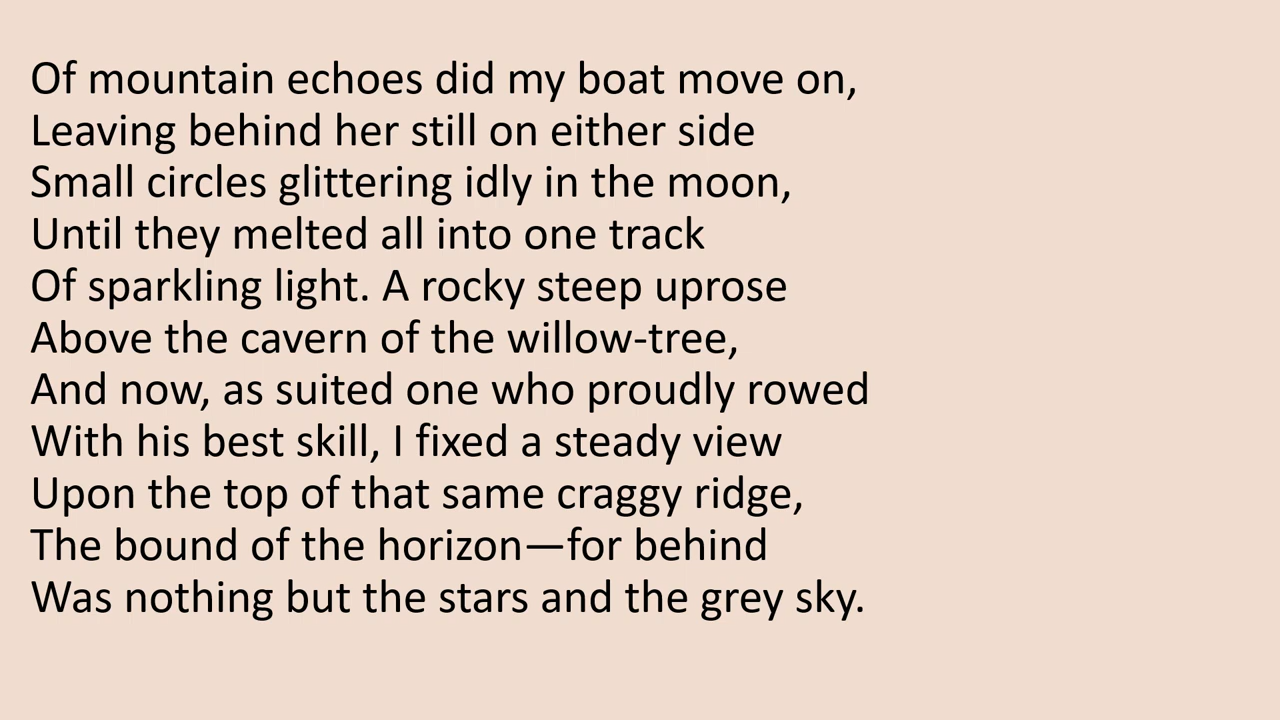 Of mountain echoes did my boat move on,
Leaving behind her still on either side
Small circles glittering idly in the moon,
Until they melted all into one track
Of sparkling light. A rocky steep uprose
Above the cavern of the willow-tree,
And now, as suited one who proudly rowed
With his best skill, I fixed a steady view
Upon the top of that same craggy ridge,
The bound of the horizon—for behind
Was nothing but the stars and the grey sky.